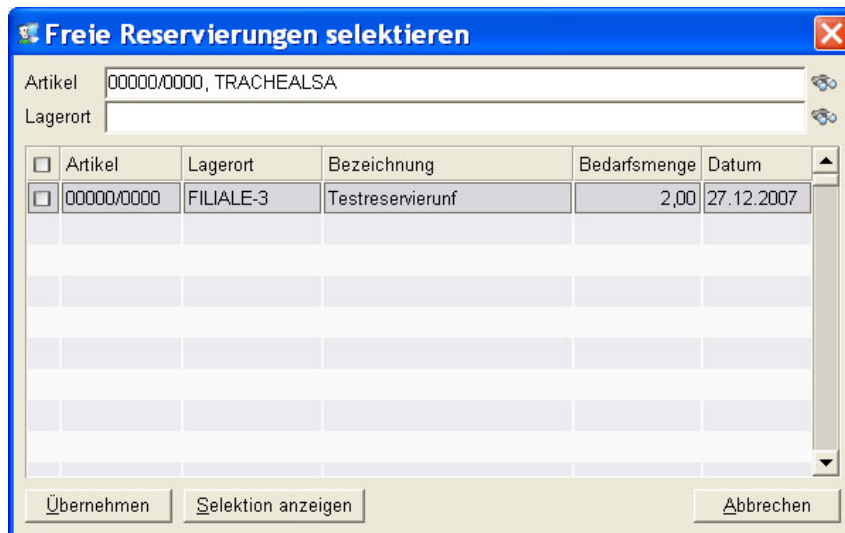 Freie Reservierungen selektieren
Artikel 00000/0000, TRACHEALSA
Lagerort
Artikel Lagerort Bezeichnung Bedarfsmenge Datum
00000/0000 FILIALE-3 Testreservierunf 2,00 27.12.2007
Übernehmen Selektion anzeigen Abbrechen